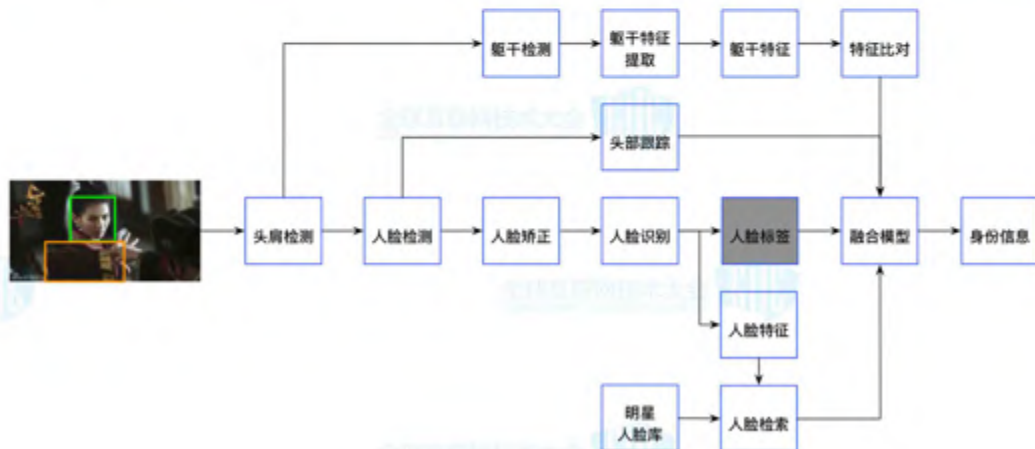 躯干检测
躯干特征
提取
躯干特征
特征比对
头部跟踪
头肩检测
人脸检测
人脸矫正
人脸识别
人脸标签
融合模型
身份信息
人脸特征
明星
人脸库
人脸检索